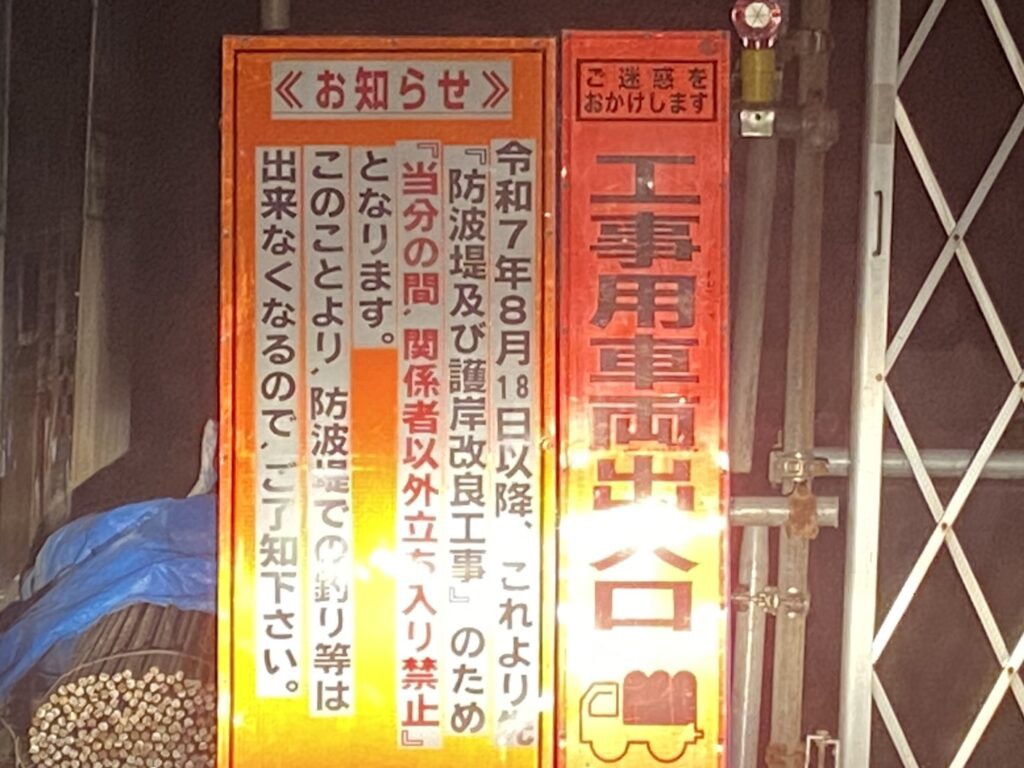 《お知らせ》
令和７年８月18日以降、これより先
『防波堤及び護岸改良工事』のため
『当分の間、関係者以外立ち入り禁止』
となります。
このことより、防波堤での釣り等は
出来なくなるので、ご了知下さい。
ご迷惑を
おかけします
工事用車両出入口